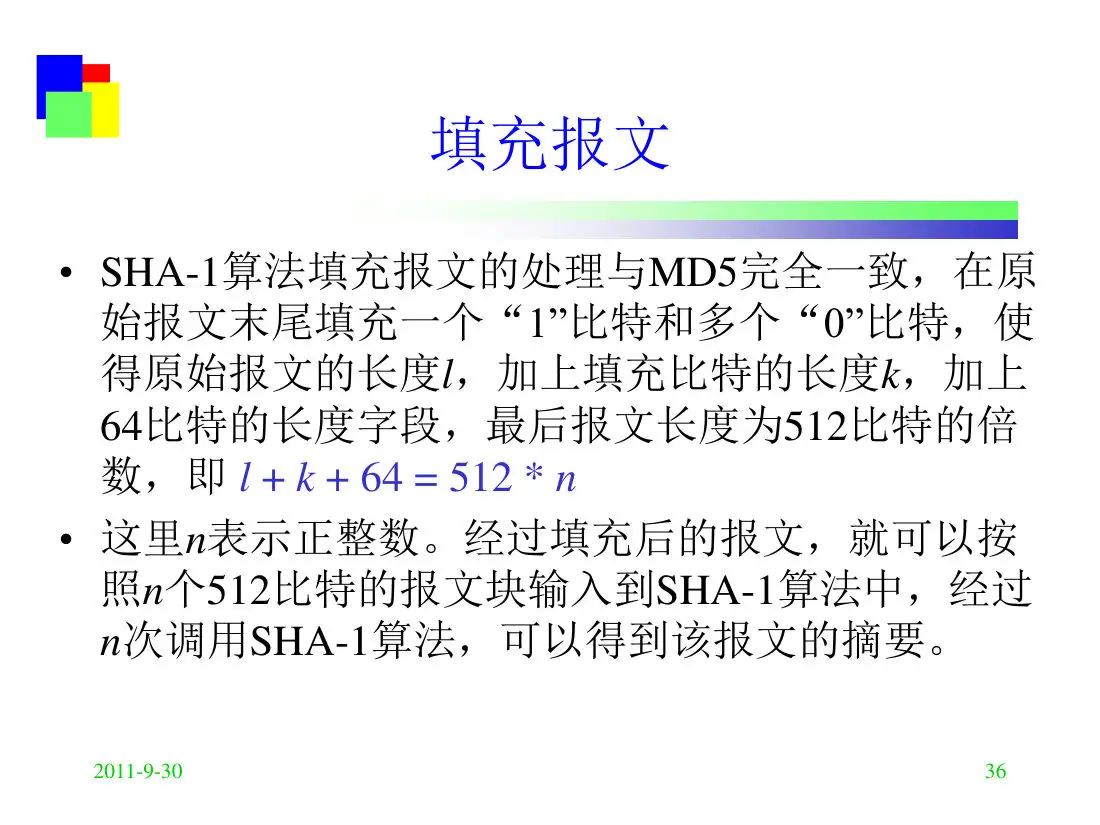 填充报文
• SHA-1算法填充报文的处理与MD5完全一致，在原
始报文末尾填充一个“1”比特和多个“0”比特，使
得原始报文的长度l，加上填充比特的长度k，加上
64比特的长度字段，最后报文长度为512比特的倍
数，即 l + k + 64 = 512 * n
• 这里n表示正整数。经过填充后的报文，就可以按
照n个512比特的报文块输入到SHA-1算法中，经过
n次调用SHA-1算法，可以得到该报文的摘要。
2011-9-30
36